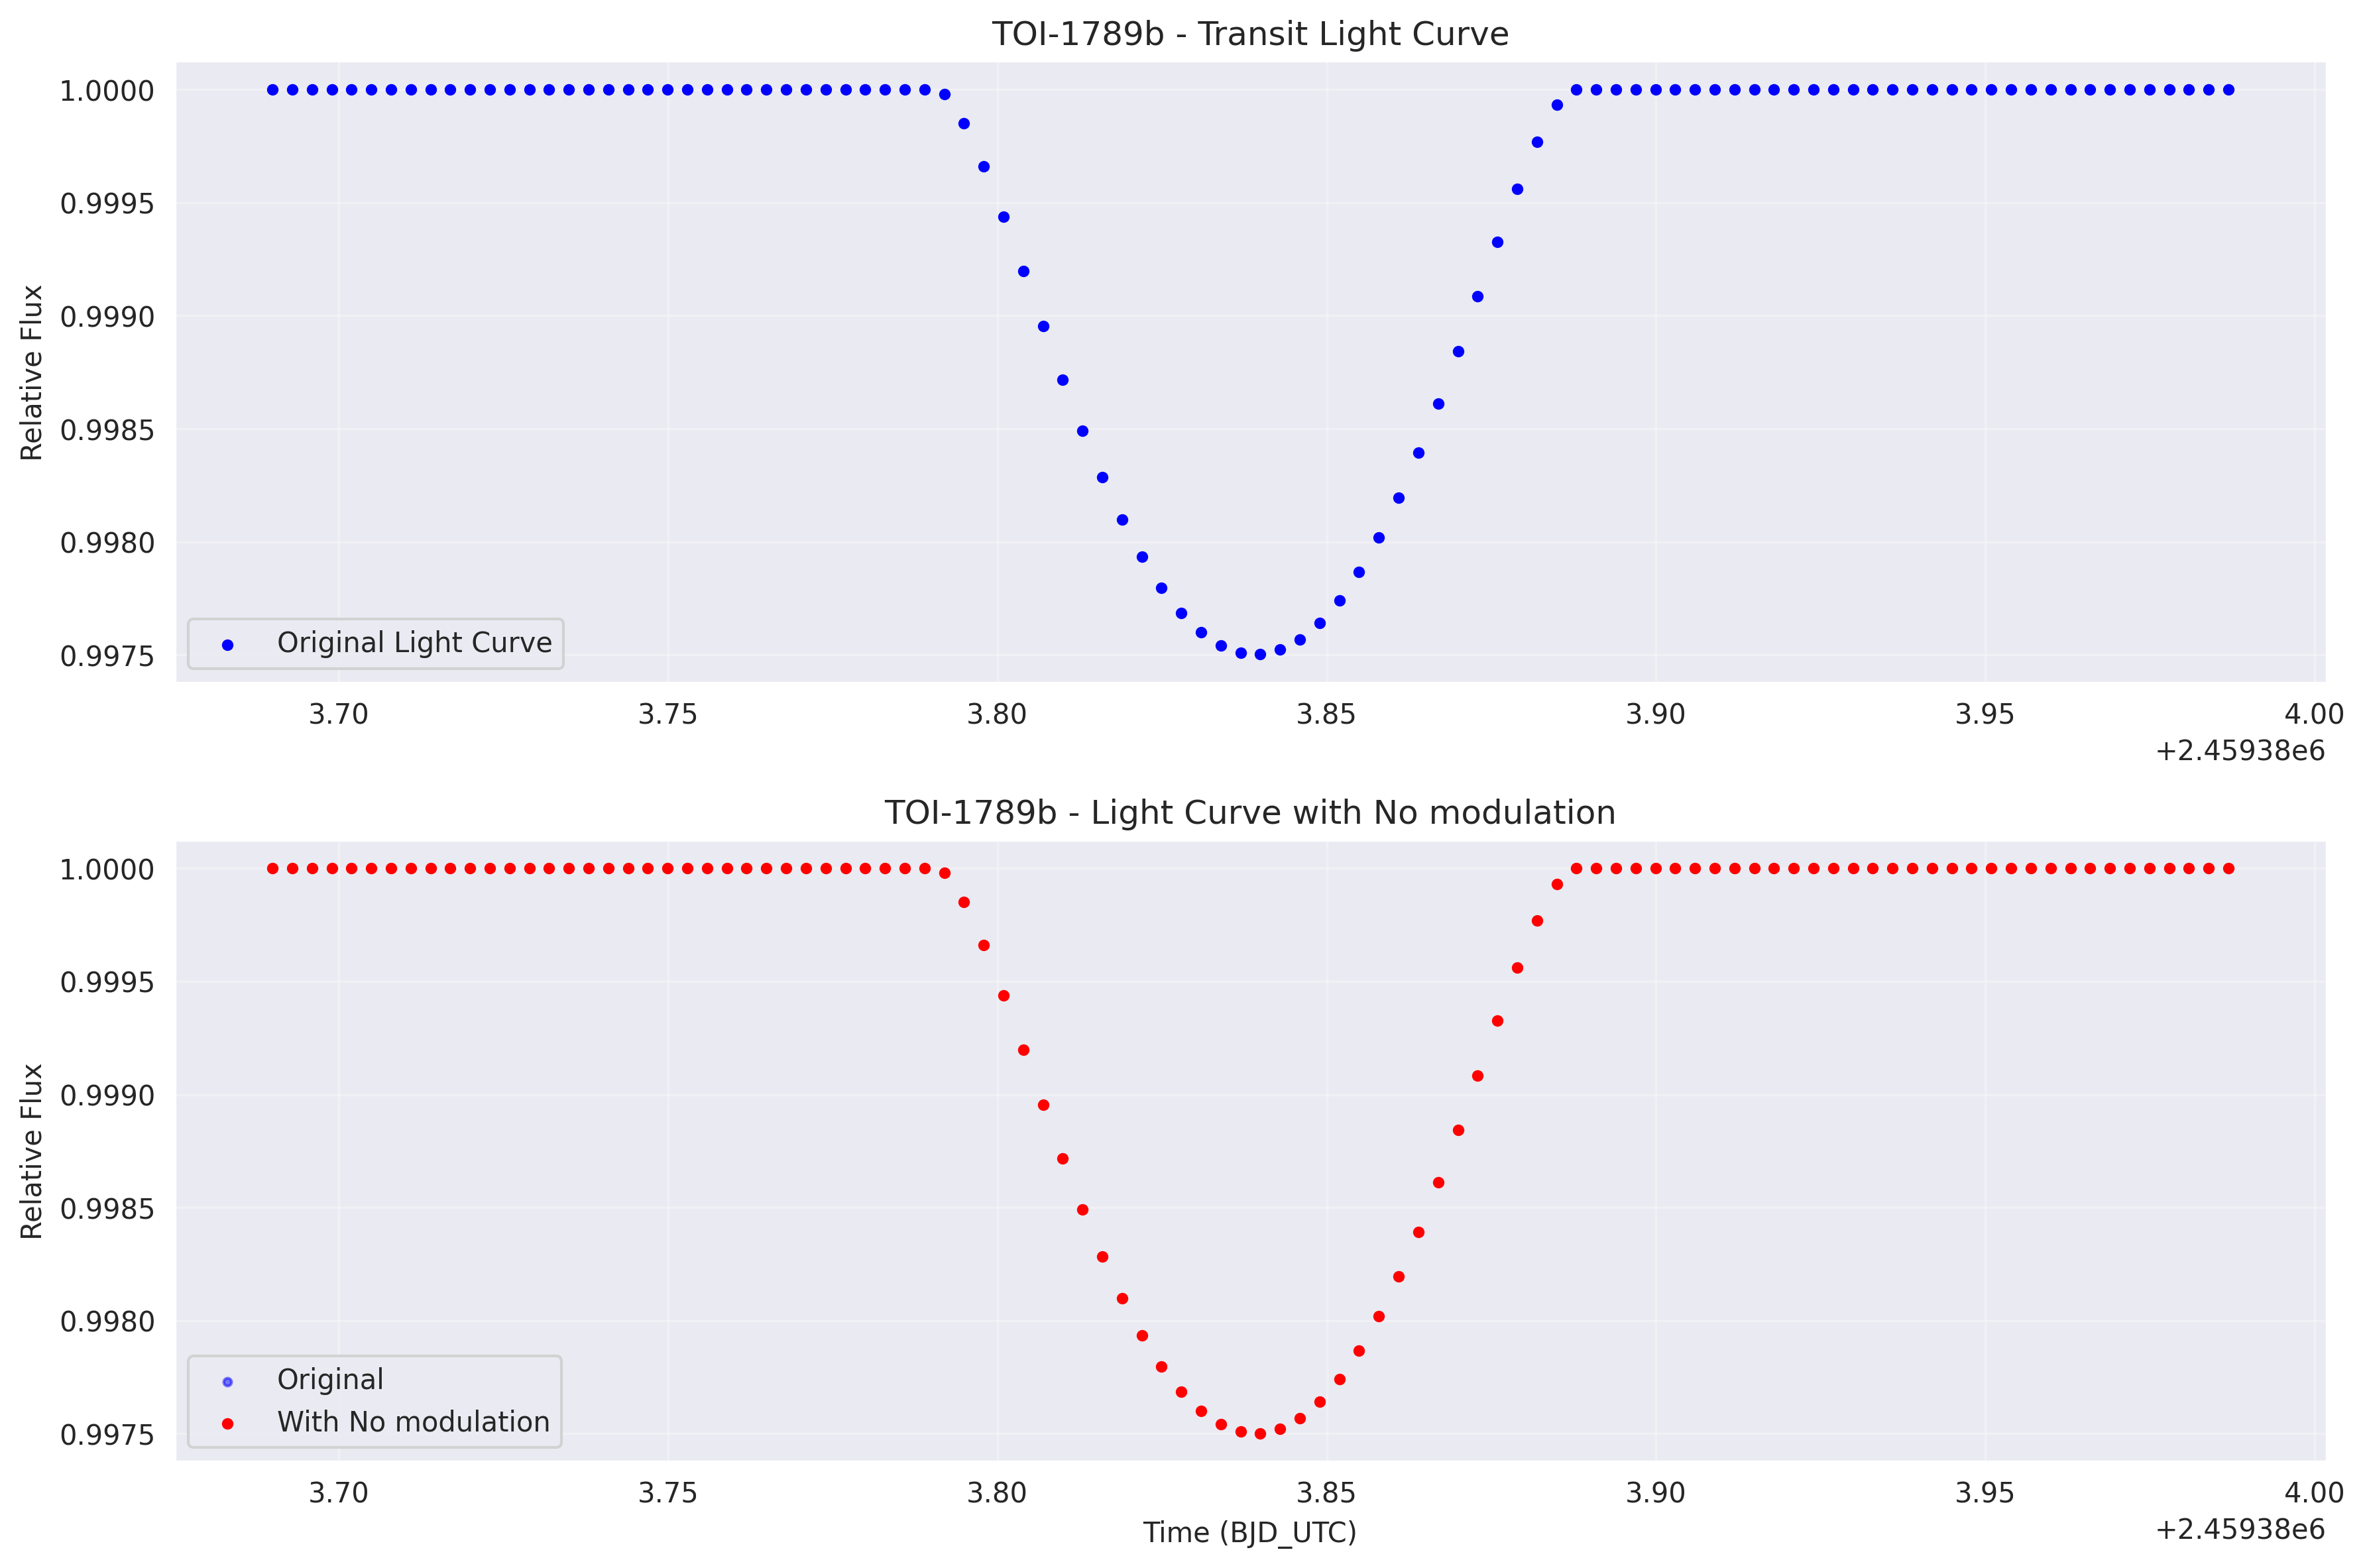 TOI-1789b - Transit Light Curve
Relative Flux
1.0000
0.9995
0.9990
0.9985
0.9980
0.9975
Original Light Curve
3.70 3.75 3.80 3.85 3.90 3.95 4.00
+2.45938e6
TOI-1789b - Light Curve with No modulation
Relative Flux
1.0000
0.9995
0.9990
0.9985
0.9980
0.9975
Original
With No modulation
3.70 3.75 3.80 3.85 3.90 3.95 4.00
Time (BJD_UTC)
+2.45938e6